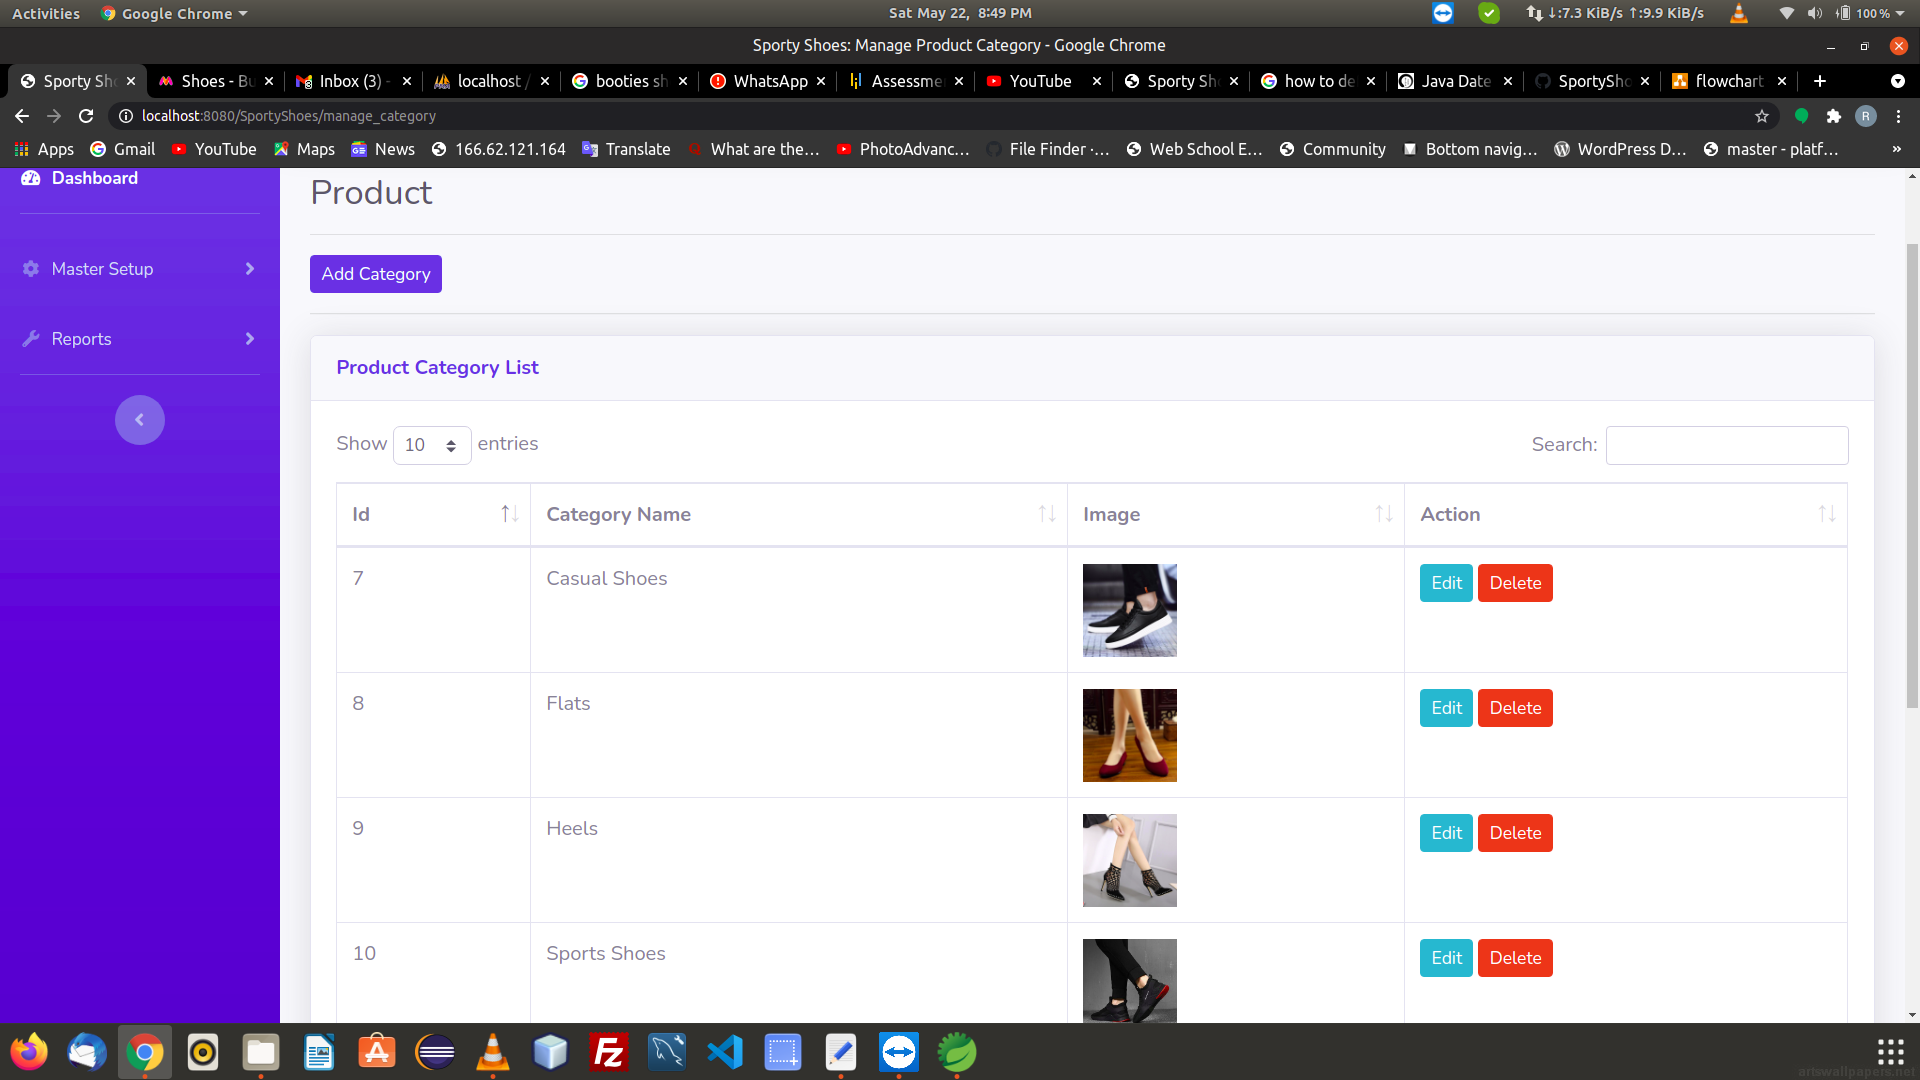 Activities Google Chrome Sat May 22, 8:49 PM ↓:7.3 KiB/s ↑:9.9 KiB/s 100 %
Sporty Shoes: Manage Product Category - Google Chrome
Sporty Sh Shoes - Bu Inbox (3) - localhost / booties sh WhatsApp Assessme YouTube Sporty Sh how to de Java Date SportySho flowchart
localhost:8080/SportyShoes/manage_category R
Apps Gmail YouTube Maps News 166.62.121.164 Translate What are the... PhotoAdvanc... File Finder ·... Web School E... Community Bottom navig... WordPress D... master - platf... »
Dashboard
Master Setup
Reports
Product
Add Category
Product Category List
Show 10 entries Search:
Id Category Name Image Action
7 Casual Shoes Edit Delete
8 Flats Edit Delete
9 Heels Edit Delete
10 Sports Shoes Edit Delete
artswallpapers.net